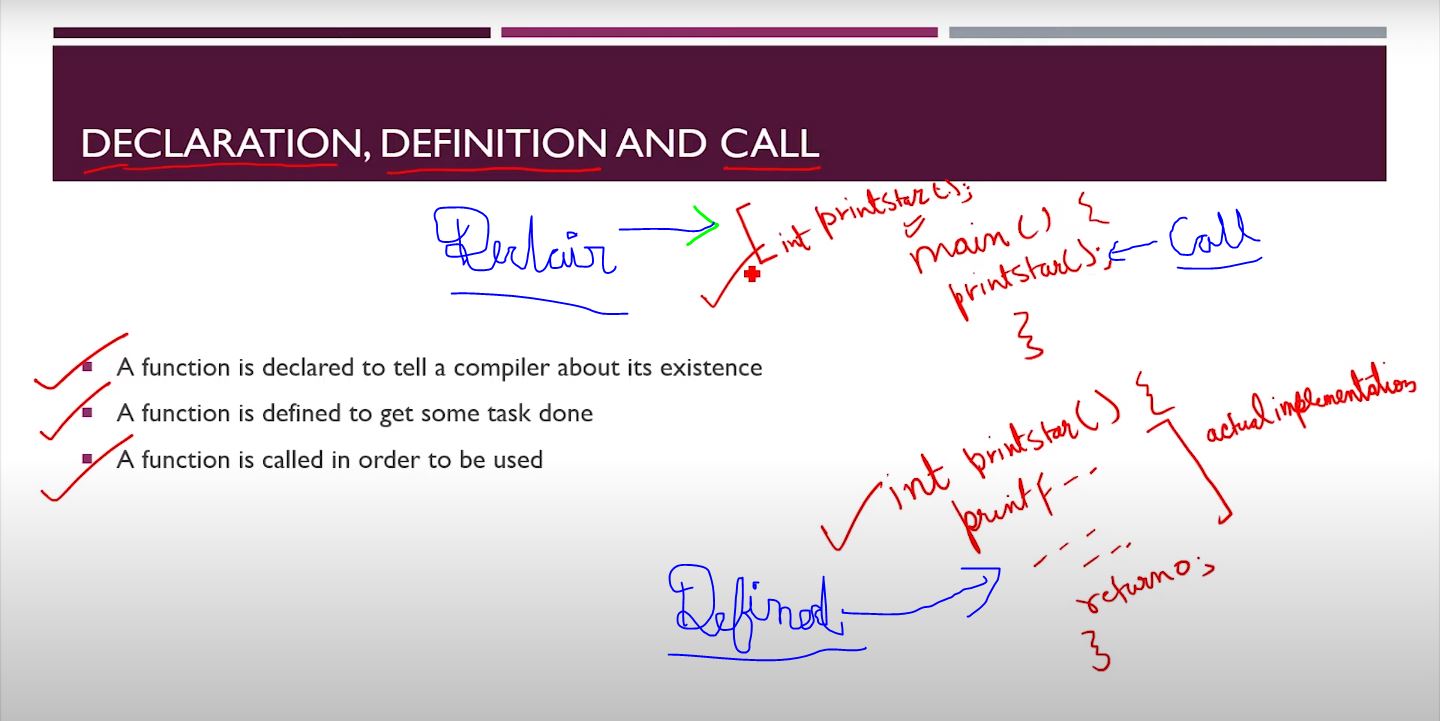 DECLARATION, DEFINITION AND CALL
int printstar();
Declair
main() {
Call
printstar();
}
A function is declared to tell a compiler about its existence
A function is defined to get some task done
A function is called in order to be used
actual implementation
int printstar() {
printf ---
return 0;
Defined
}